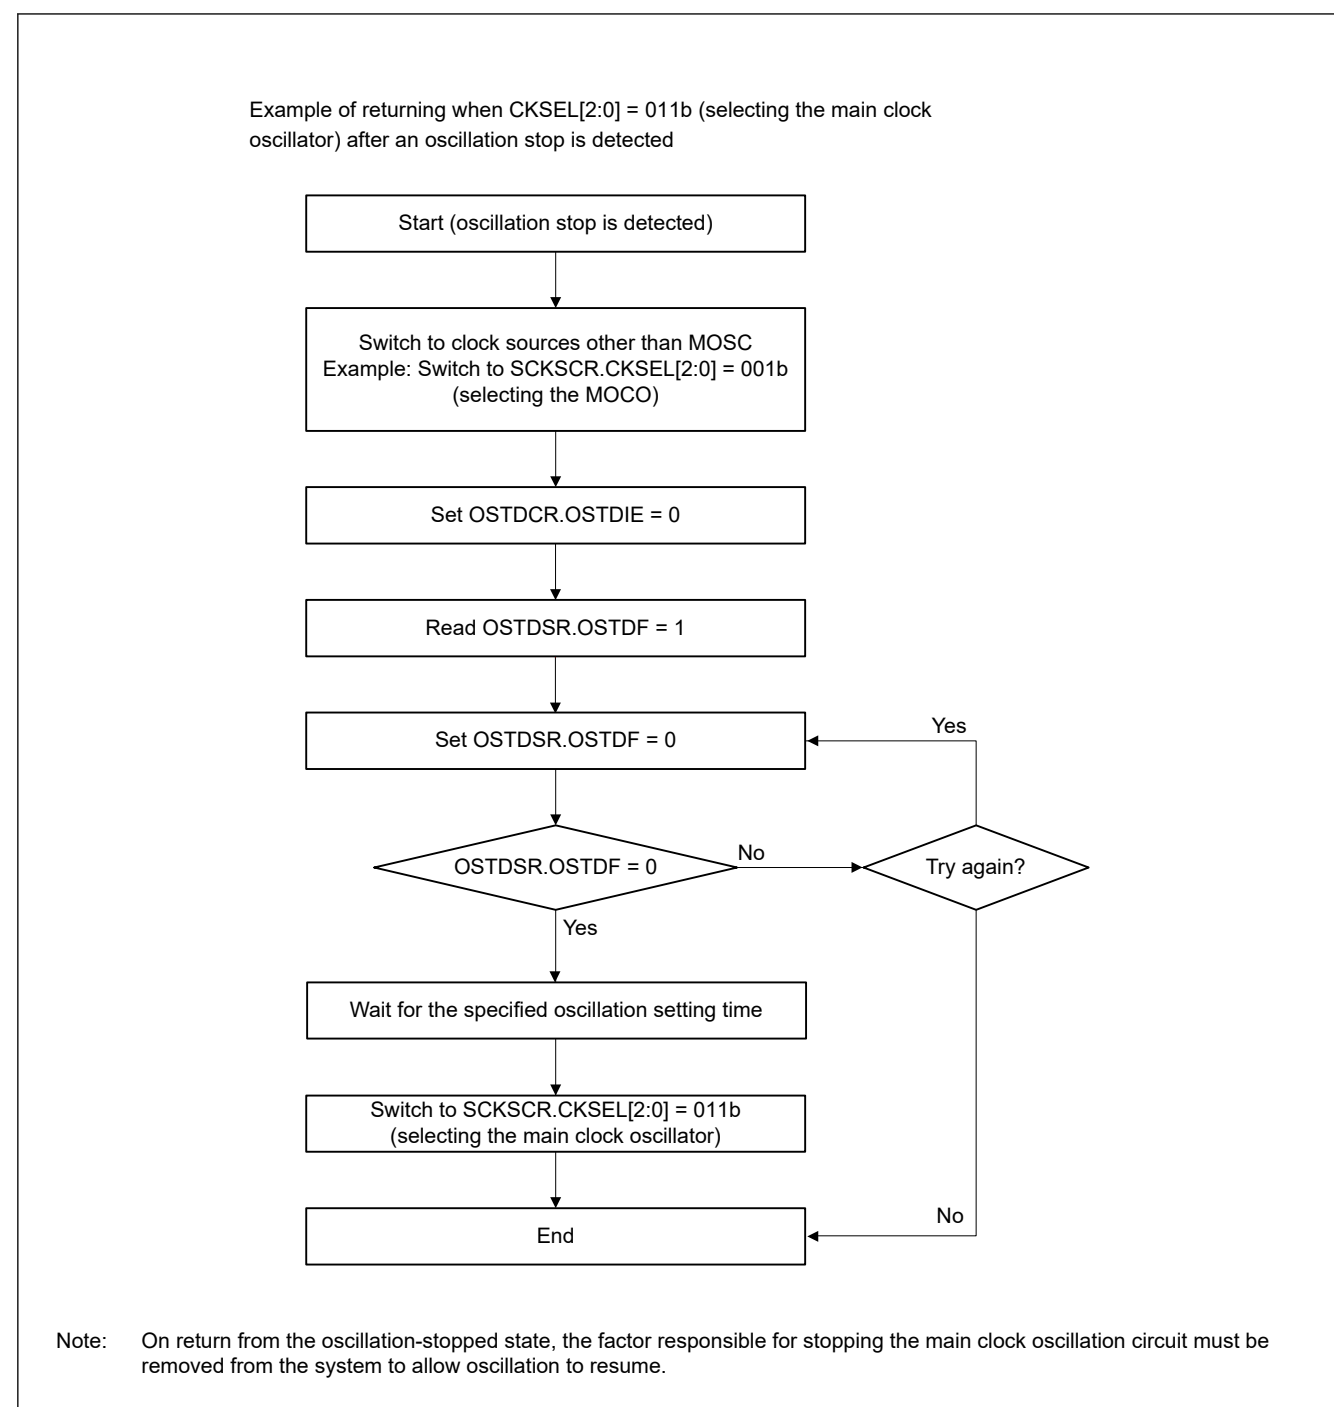 Example of returning when CKSEL[2:0] = 011b (selecting the main clock
oscillator) after an oscillation stop is detected
Start (oscillation stop is detected)
Switch to clock sources other than MOSC
Example: Switch to SCKSCR.CKSEL[2:0] = 001b
(selecting the MOCO)
Set OSTDCR.OSTDIE = 0
Read OSTDSR.OSTDF = 1
Yes
Set OSTDSR.OSTDF = 0
No
OSTDSR.OSTDF = 0
Try again?
Yes
Wait for the specified oscillation setting time
Switch to SCKSCR.CKSEL[2:0] = 011b
(selecting the main clock oscillator)
No
End
Note: On return from the oscillation-stopped state, the factor responsible for stopping the main clock oscillation circuit must be
removed from the system to allow oscillation to resume.